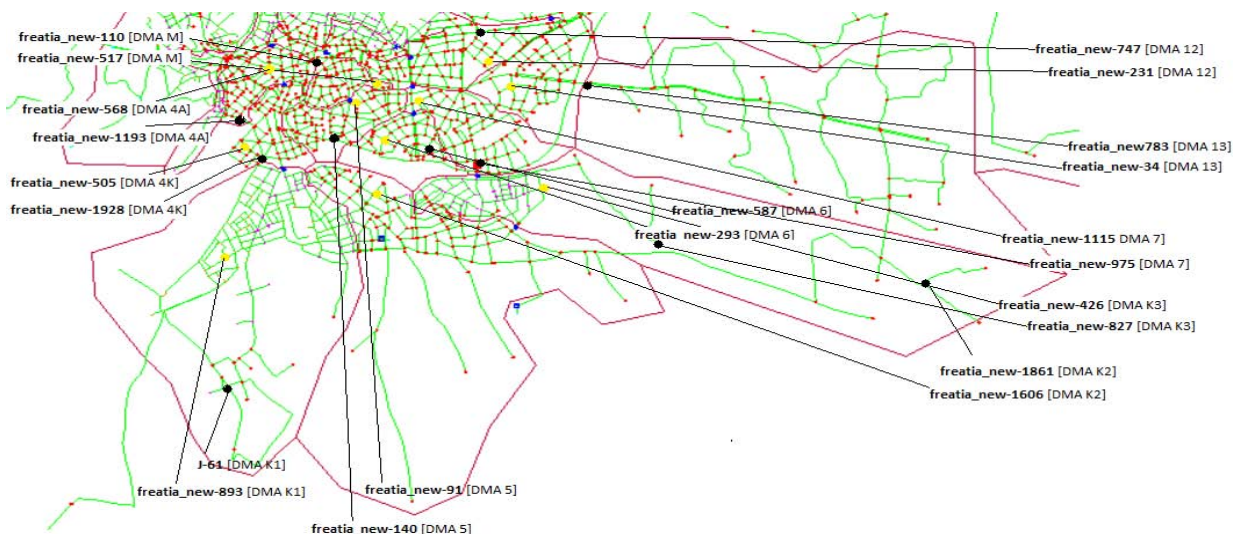 freatia_new-110 [DMA M]
freatia_new-517 [DMA M]
freatia_new-568 [DMA 4A]
freatia_new-1193 [DMA 4A]
freatia_new-505 [DMA 4K]
freatia_new-1928 [DMA 4K]
freatia_new-747 [DMA 12]
freatia_new-231 [DMA 12]
freatia_new783 [DMA 13]
freatia_new-34 [DMA 13]
freatia_new-587 [DMA 6]
freatia_new-293 [DMA 6]
freatia_new-1115 DMA 7]
freatia_new-975 [DMA 7]
freatia_new-426 [DMA K3]
freatia_new-827 [DMA K3]
freatia_new-1861 [DMA K2]
freatia_new-1606 [DMA K2]
J-61 [DMA K1]
freatia_new-893 [DMA K1]
freatia_new-91 [DMA 5]
freatia_new-140 [DMA 5]